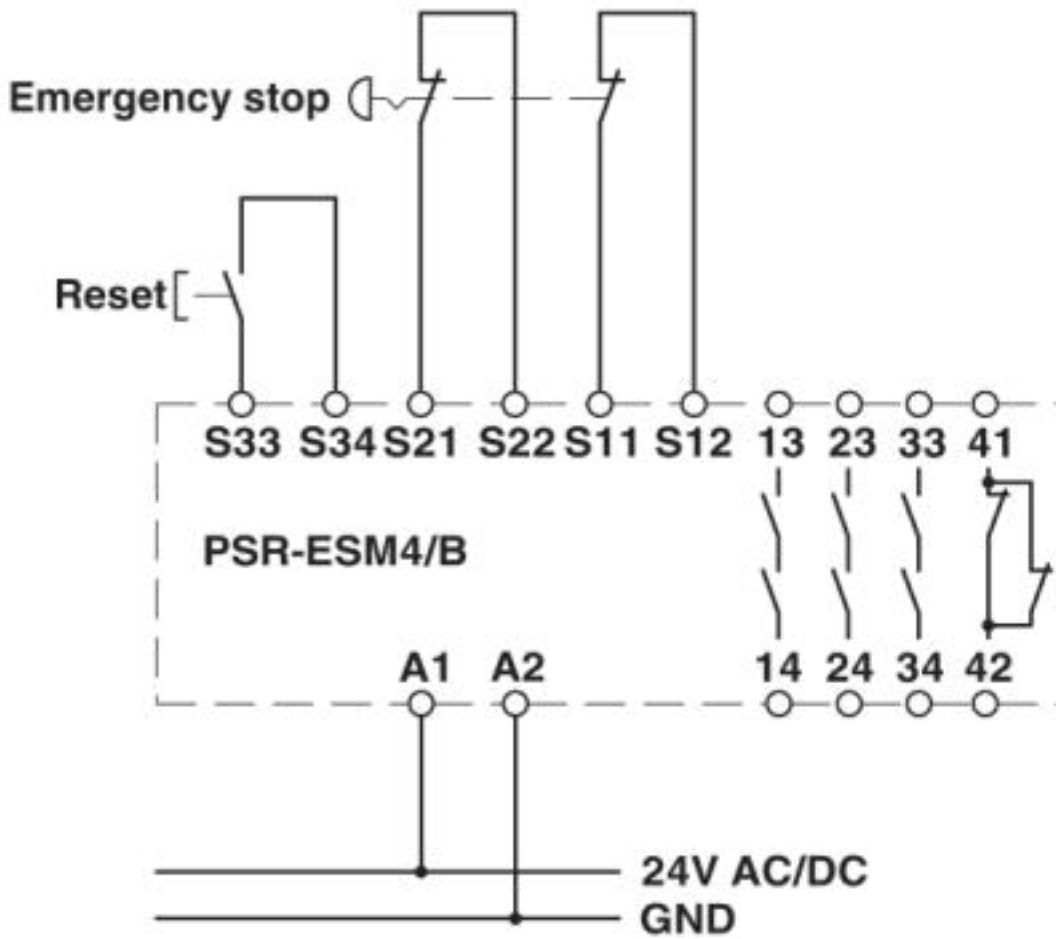 Emergency stop
Reset
S33 S34 S21 S22 S11 S12 13 23 33 41
PSR-ESM4/B
A1 A2 14 24 34 42
24V AC/DC
GND